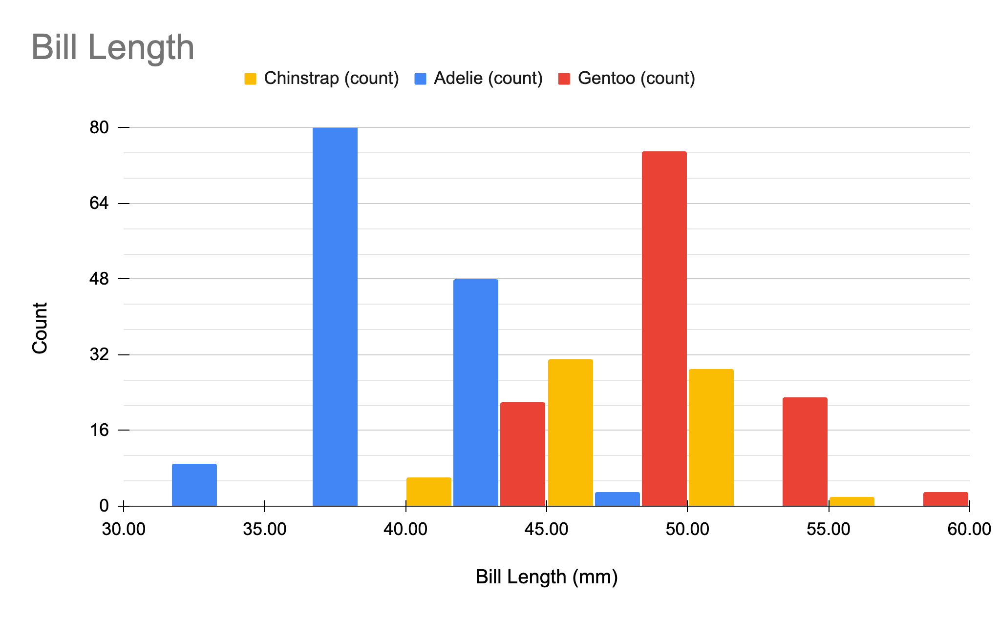 Bill Length
Chinstrap (count) Adelie (count) Gentoo (count)
80
64
48
32
16
0
Count
30.00 35.00 40.00 45.00 50.00 55.00 60.00
Bill Length (mm)